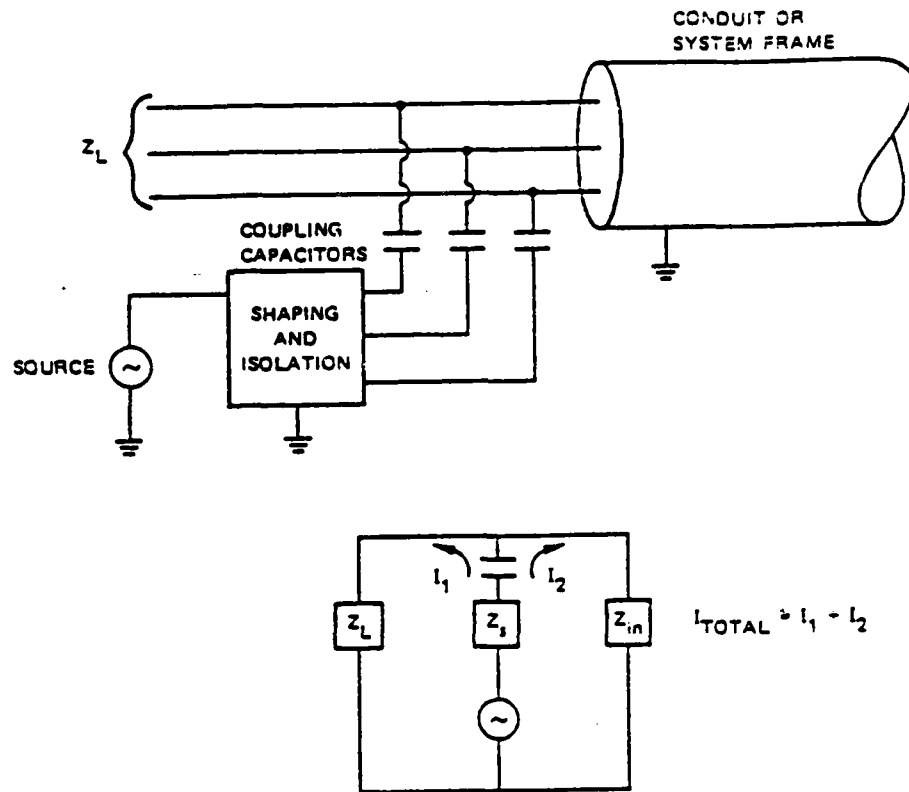 CONDUIT OR
SYSTEM FRAME
Z_L
COUPLING
CAPACITORS
SHAPING
AND
ISOLATION
SOURCE
I_1
I_2
Z_L
Z_s
Z_in
I_TOTAL = I_1 + I_2